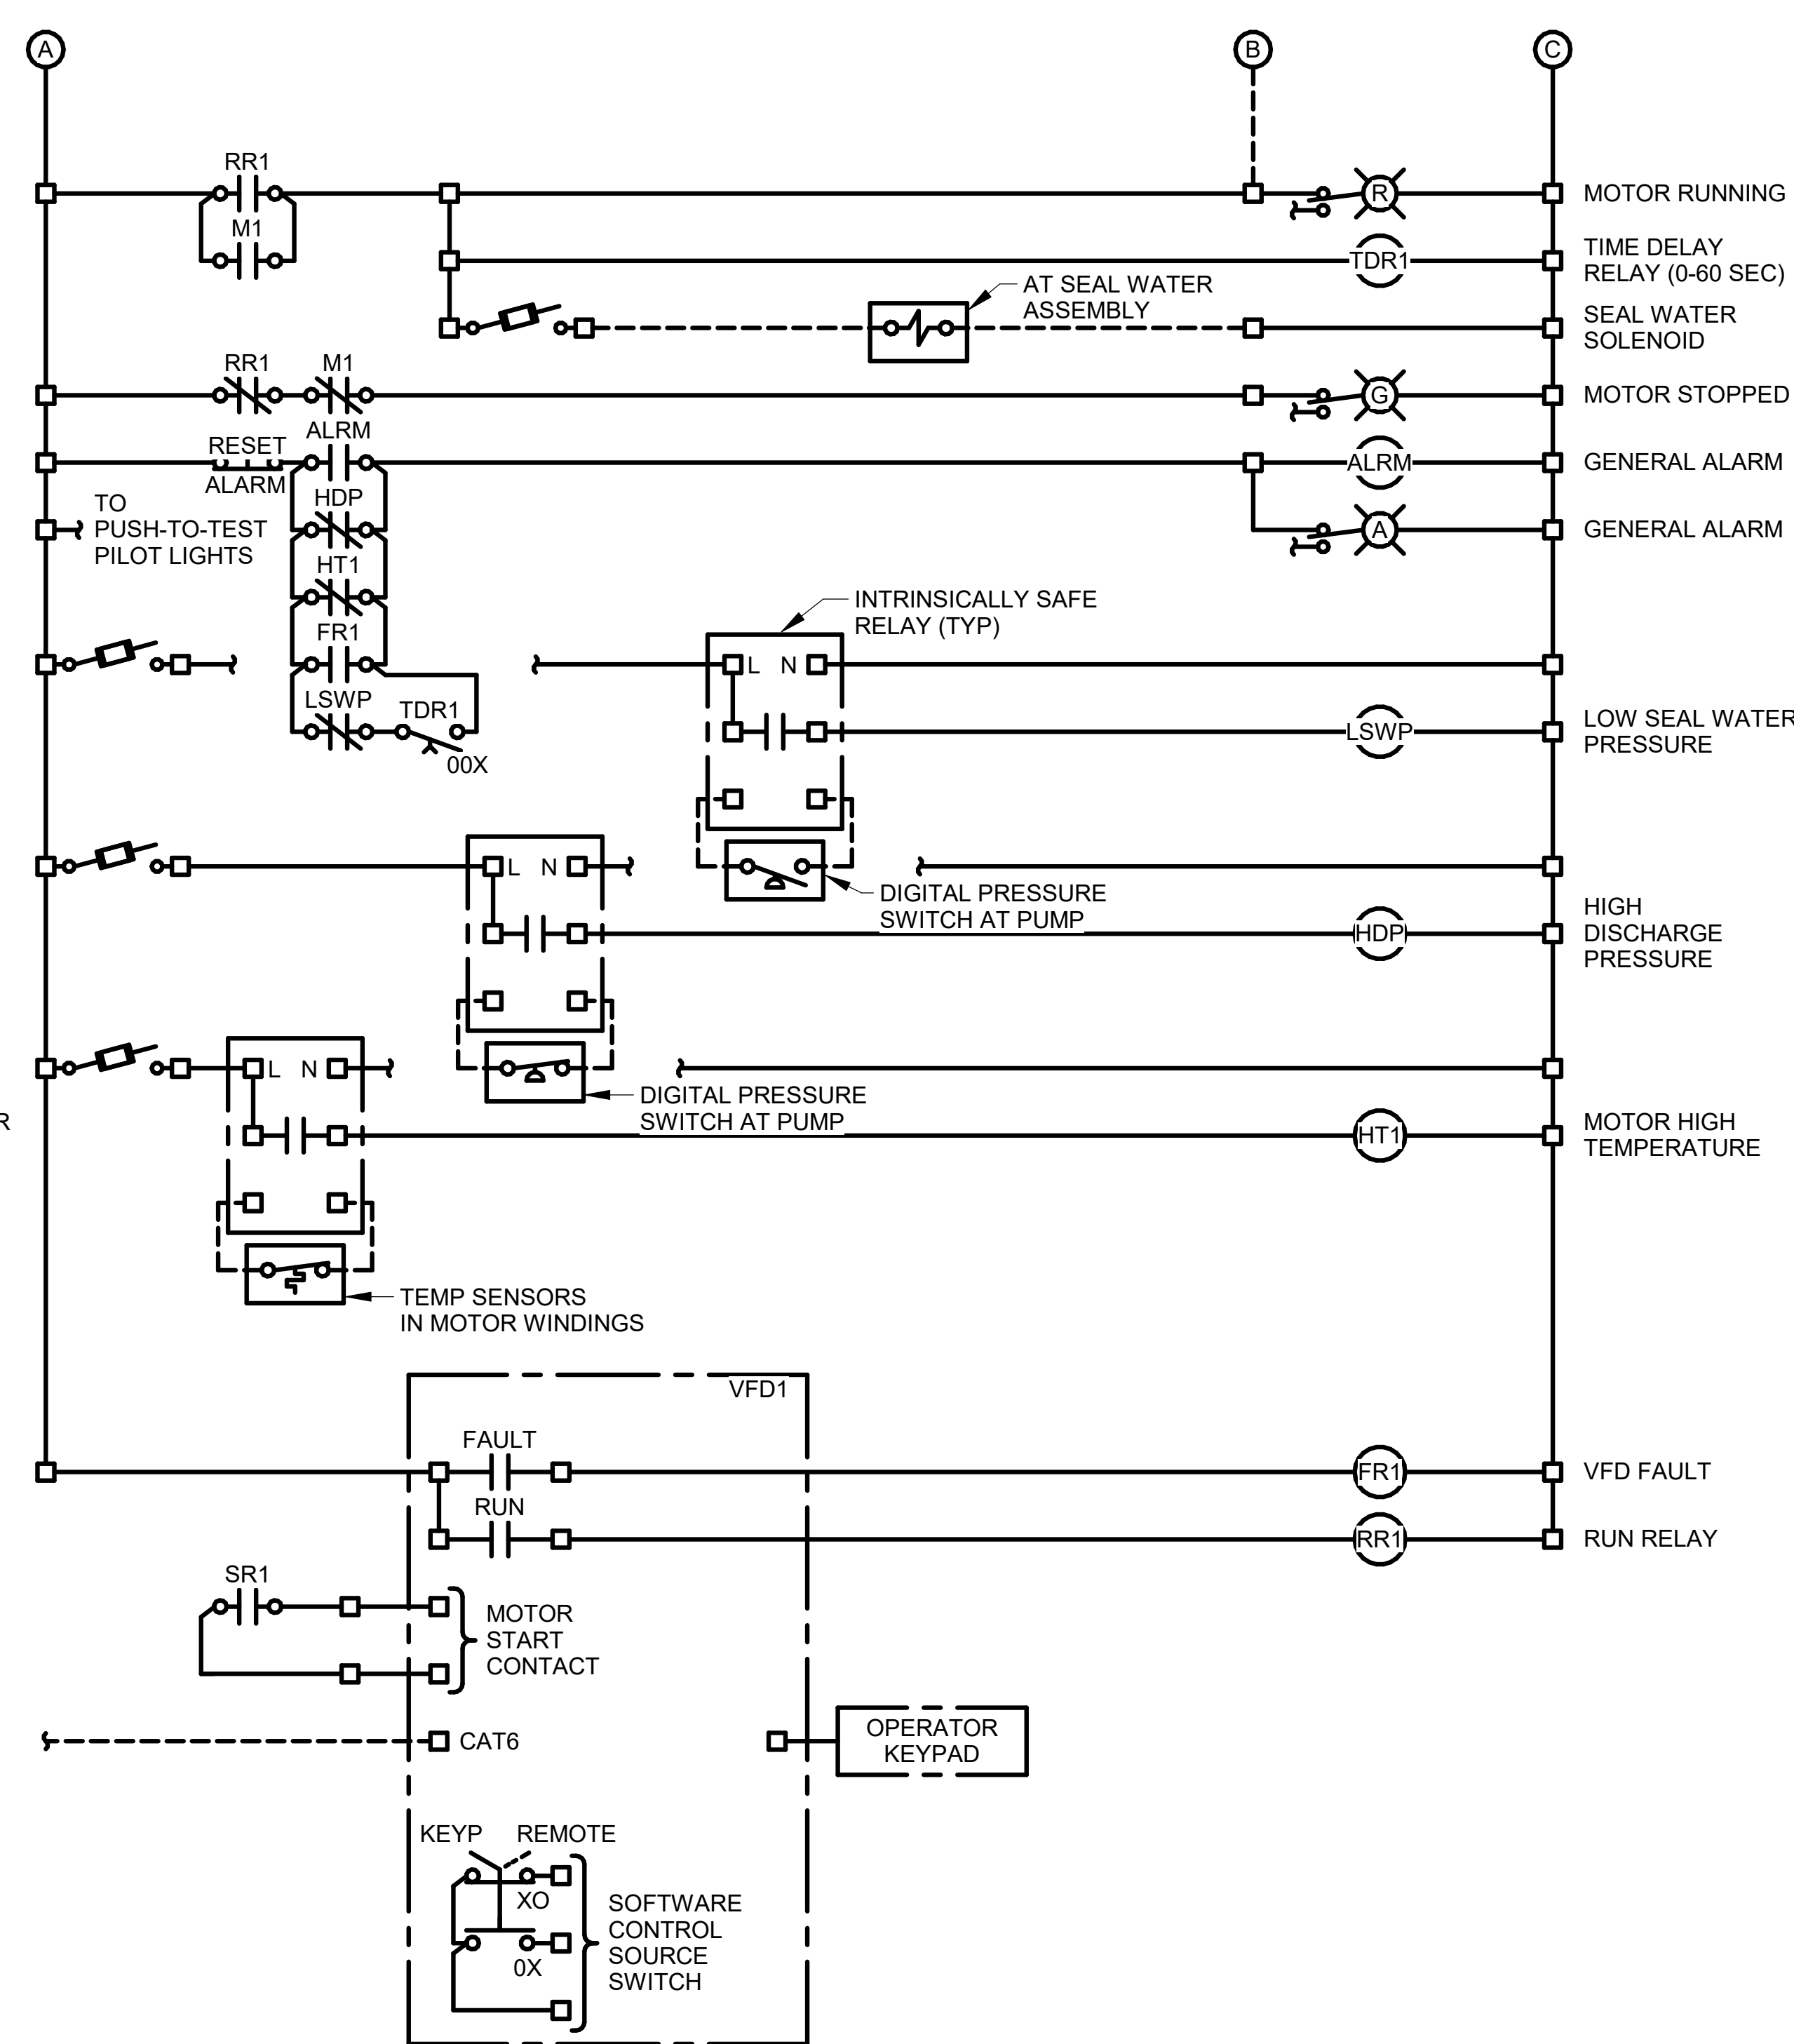 A
B
C
RR1
R
MOTOR RUNNING
M1
TDR1
TIME DELAY
RELAY (0-60 SEC)
AT SEAL WATER
ASSEMBLY
SEAL WATER
SOLENOID
RR1
M1
G
MOTOR STOPPED
RESET
ALARM
ALRM
ALRM
GENERAL ALARM
TO
PUSH-TO-TEST
PILOT LIGHTS
HDP
A
GENERAL ALARM
HT1
INTRINSICALLY SAFE
RELAY (TYP)
FR1
L
N
LSWP
TDR1
00X
LSWP
LOW SEAL WATER
PRESSURE
L
N
DIGITAL PRESSURE
SWITCH AT PUMP
HDP
HIGH
DISCHARGE
PRESSURE
L
N
DIGITAL PRESSURE
SWITCH AT PUMP
R
HT1
MOTOR HIGH
TEMPERATURE
TEMP SENSORS
IN MOTOR WINDINGS
VFD1
FAULT
FR1
VFD FAULT
RUN
RR1
RUN RELAY
SR1
MOTOR
START
CONTACT
CAT6
OPERATOR
KEYPAD
KEYP
REMOTE
XO
0X
SOFTWARE
CONTROL
SOURCE
SWITCH